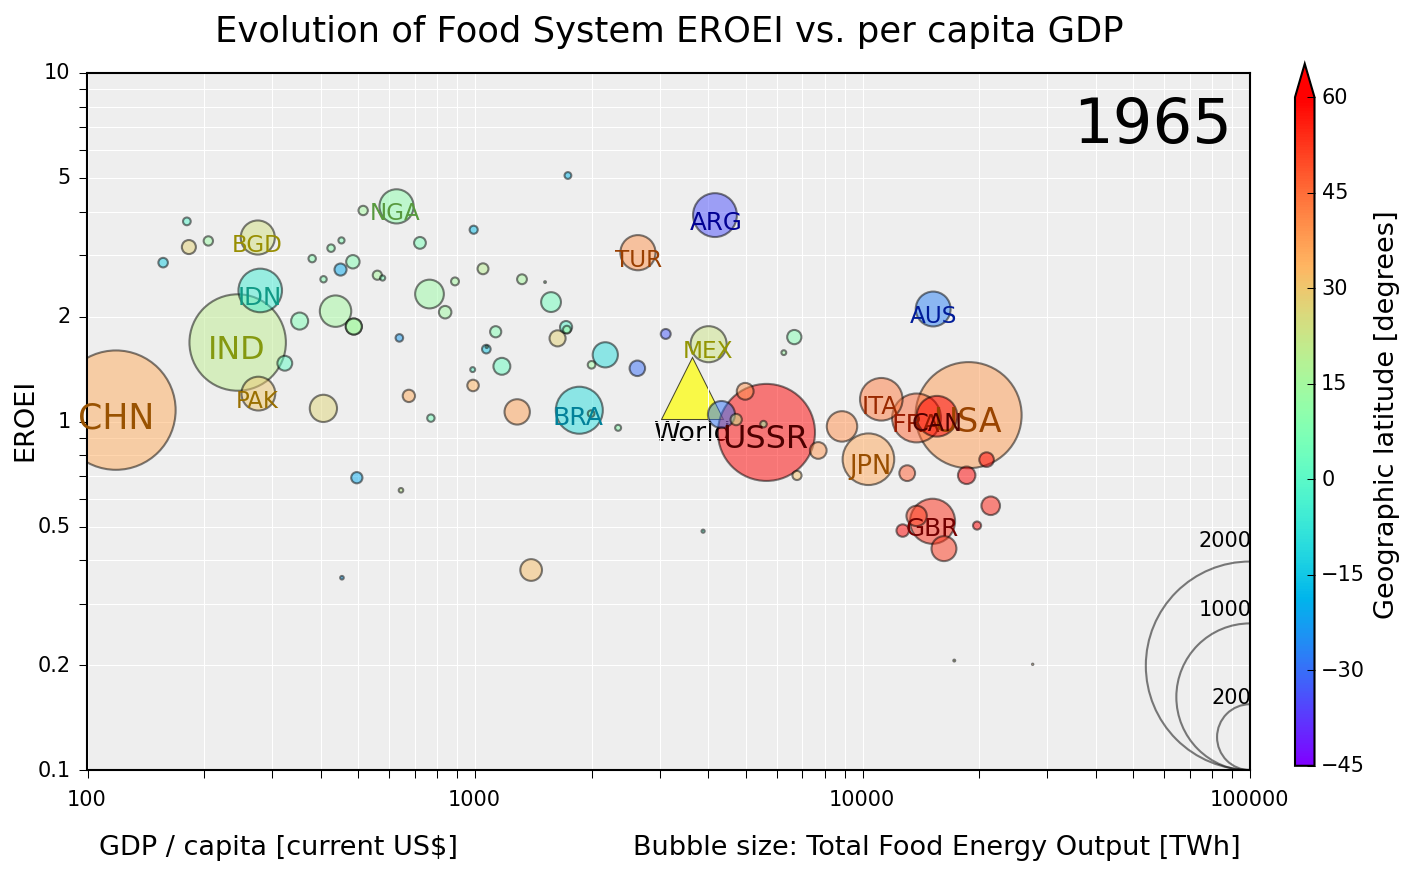 Evolution of Food System EROEI vs. per capita GDP
1965
10
5
2
1
0.5
0.2
0.1
EROEI
NGA
BGD
ARG
TUR
IDN
AUS
IND
MEX
PAK
CHN
BRA
World
USSR
ITA
FRA
CAN
USA
JPN
GBR
2000
1000
200
100
1000
10000
100000
GDP / capita [current US$]
Bubble size: Total Food Energy Output [TWh]
60
45
30
15
0
−15
−30
−45
Geographic latitude [degrees]